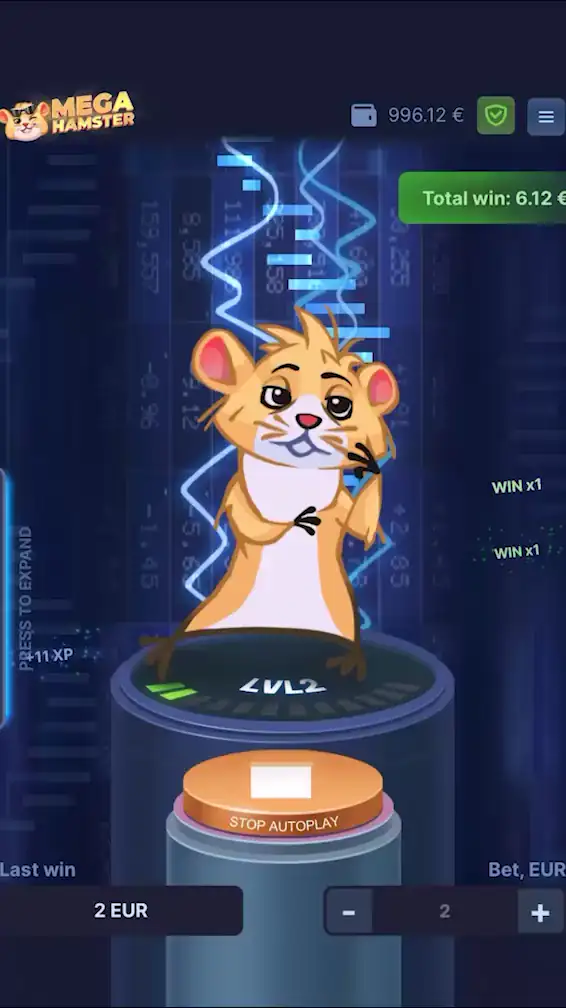 MEGA
HAMSTER
996.12 €
Total win: 6.12 €
WIN x1
WIN x1
PRESS TO EXPAND
+11 XP
LVL2
STOP AUTOPLAY
Last win
Bet, EUR
2 EUR
-
2
+